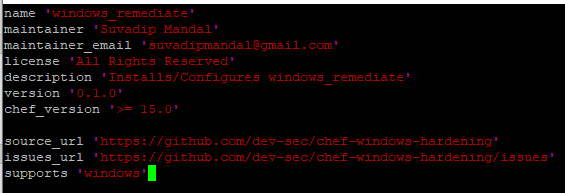 name 'windows_remediate'
maintainer 'Suvadip Mandal'
maintainer_email 'suvadipmandal@gmail.com'
license 'All Rights Reserved'
description 'Installs/Configures windows_remediate'
version '0.1.0'
chef_version '>= 15.0'
source_url 'https://github.com/dev-sec/chef-windows-hardening'
issues_url 'https://github.com/dev-sec/chef-windows-hardening/issues'
supports 'windows'